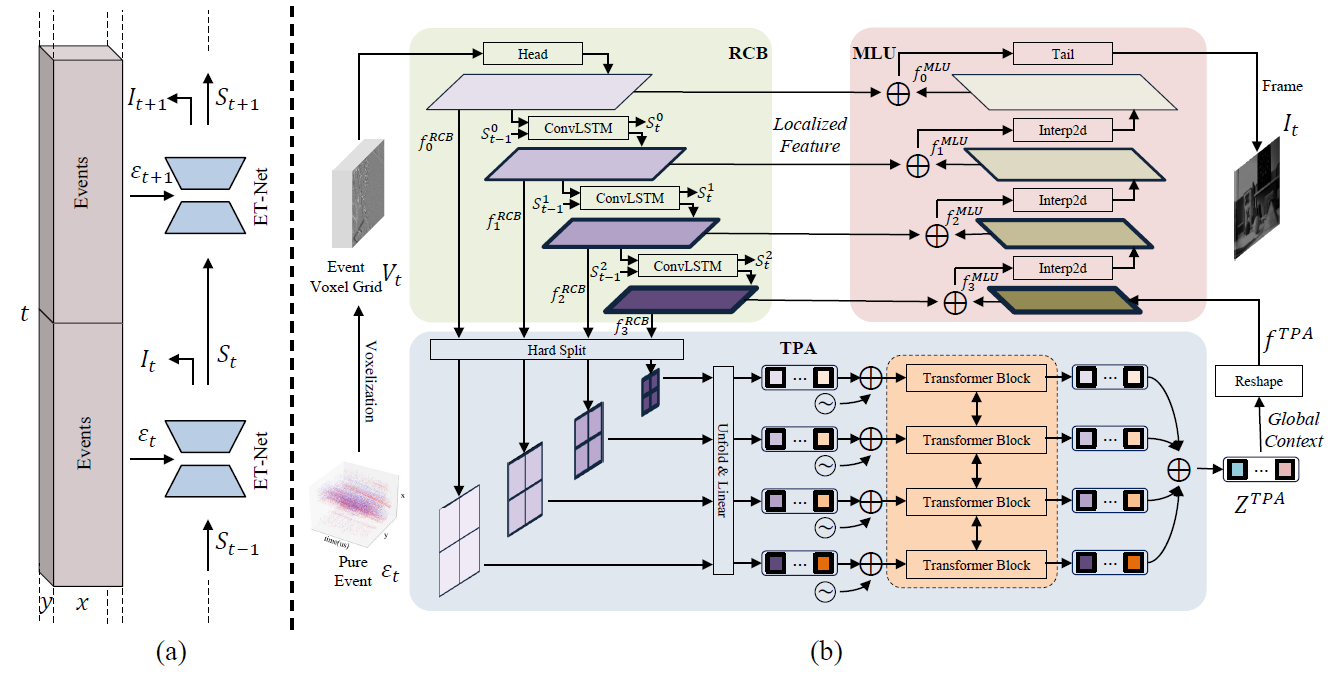 I_{t+1}
S_{t+1}
Events
ε_{t+1}
ET-Net
t
I_t
S_t
Events
ε_t
ET-Net
S_{t-1}
y
x
(a)
Head
RCB
f_0^{RCB}
S_{t-1}^0
ConvLSTM
S_t^0
f_1^{RCB}
S_{t-1}^1
ConvLSTM
S_t^1
f_2^{RCB}
S_{t-1}^2
ConvLSTM
S_t^2
f_3^{RCB}
Localized
Feature
MLU
Tail
f_0^{MLU}
Interp2d
f_1^{MLU}
Interp2d
f_2^{MLU}
Interp2d
f_3^{MLU}
Frame
I_t
Event
Voxel Grid
V_t
Voxelization
x
y
time(us)
Pure
Event
ε_t
Hard Split
TPA
Unfold & Linear
···
~
Transformer Block
···
···
~
Transformer Block
···
···
~
Transformer Block
···
···
~
Transformer Block
···
f^{TPA}
Reshape
Global
Context
···
Z^{TPA}
(b)